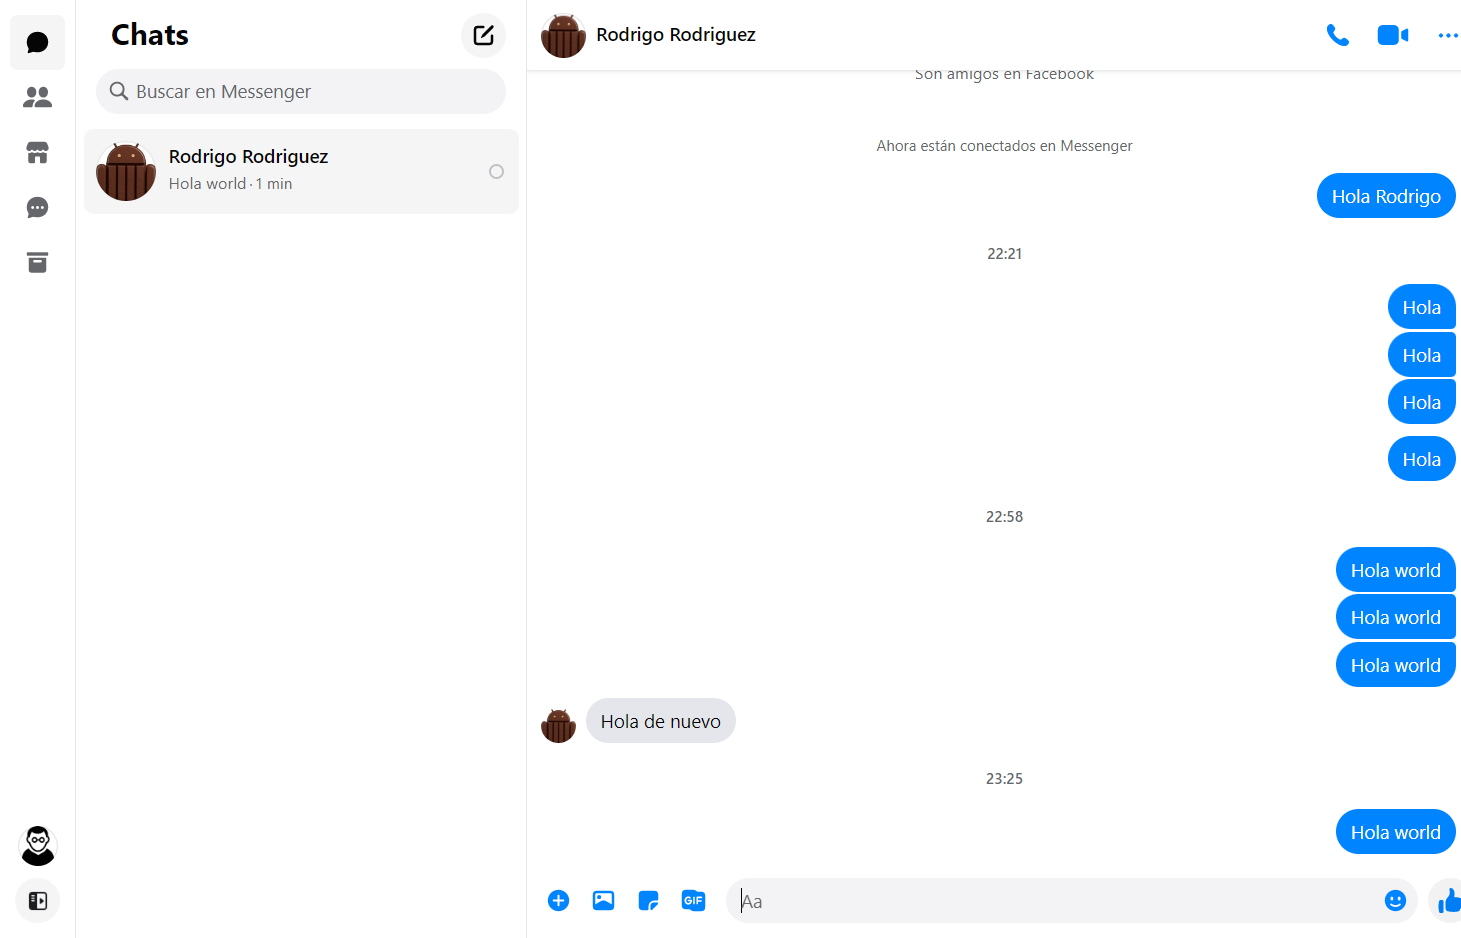 Chats
Buscar en Messenger
Rodrigo Rodriguez
Hola world · 1 min
Rodrigo Rodriguez
Son amigos en Facebook
Ahora están conectados en Messenger
Hola Rodrigo
22:21
Hola
Hola
Hola
Hola
22:58
Hola world
Hola world
Hola world
Hola de nuevo
23:25
Hola world
GIF
Aa